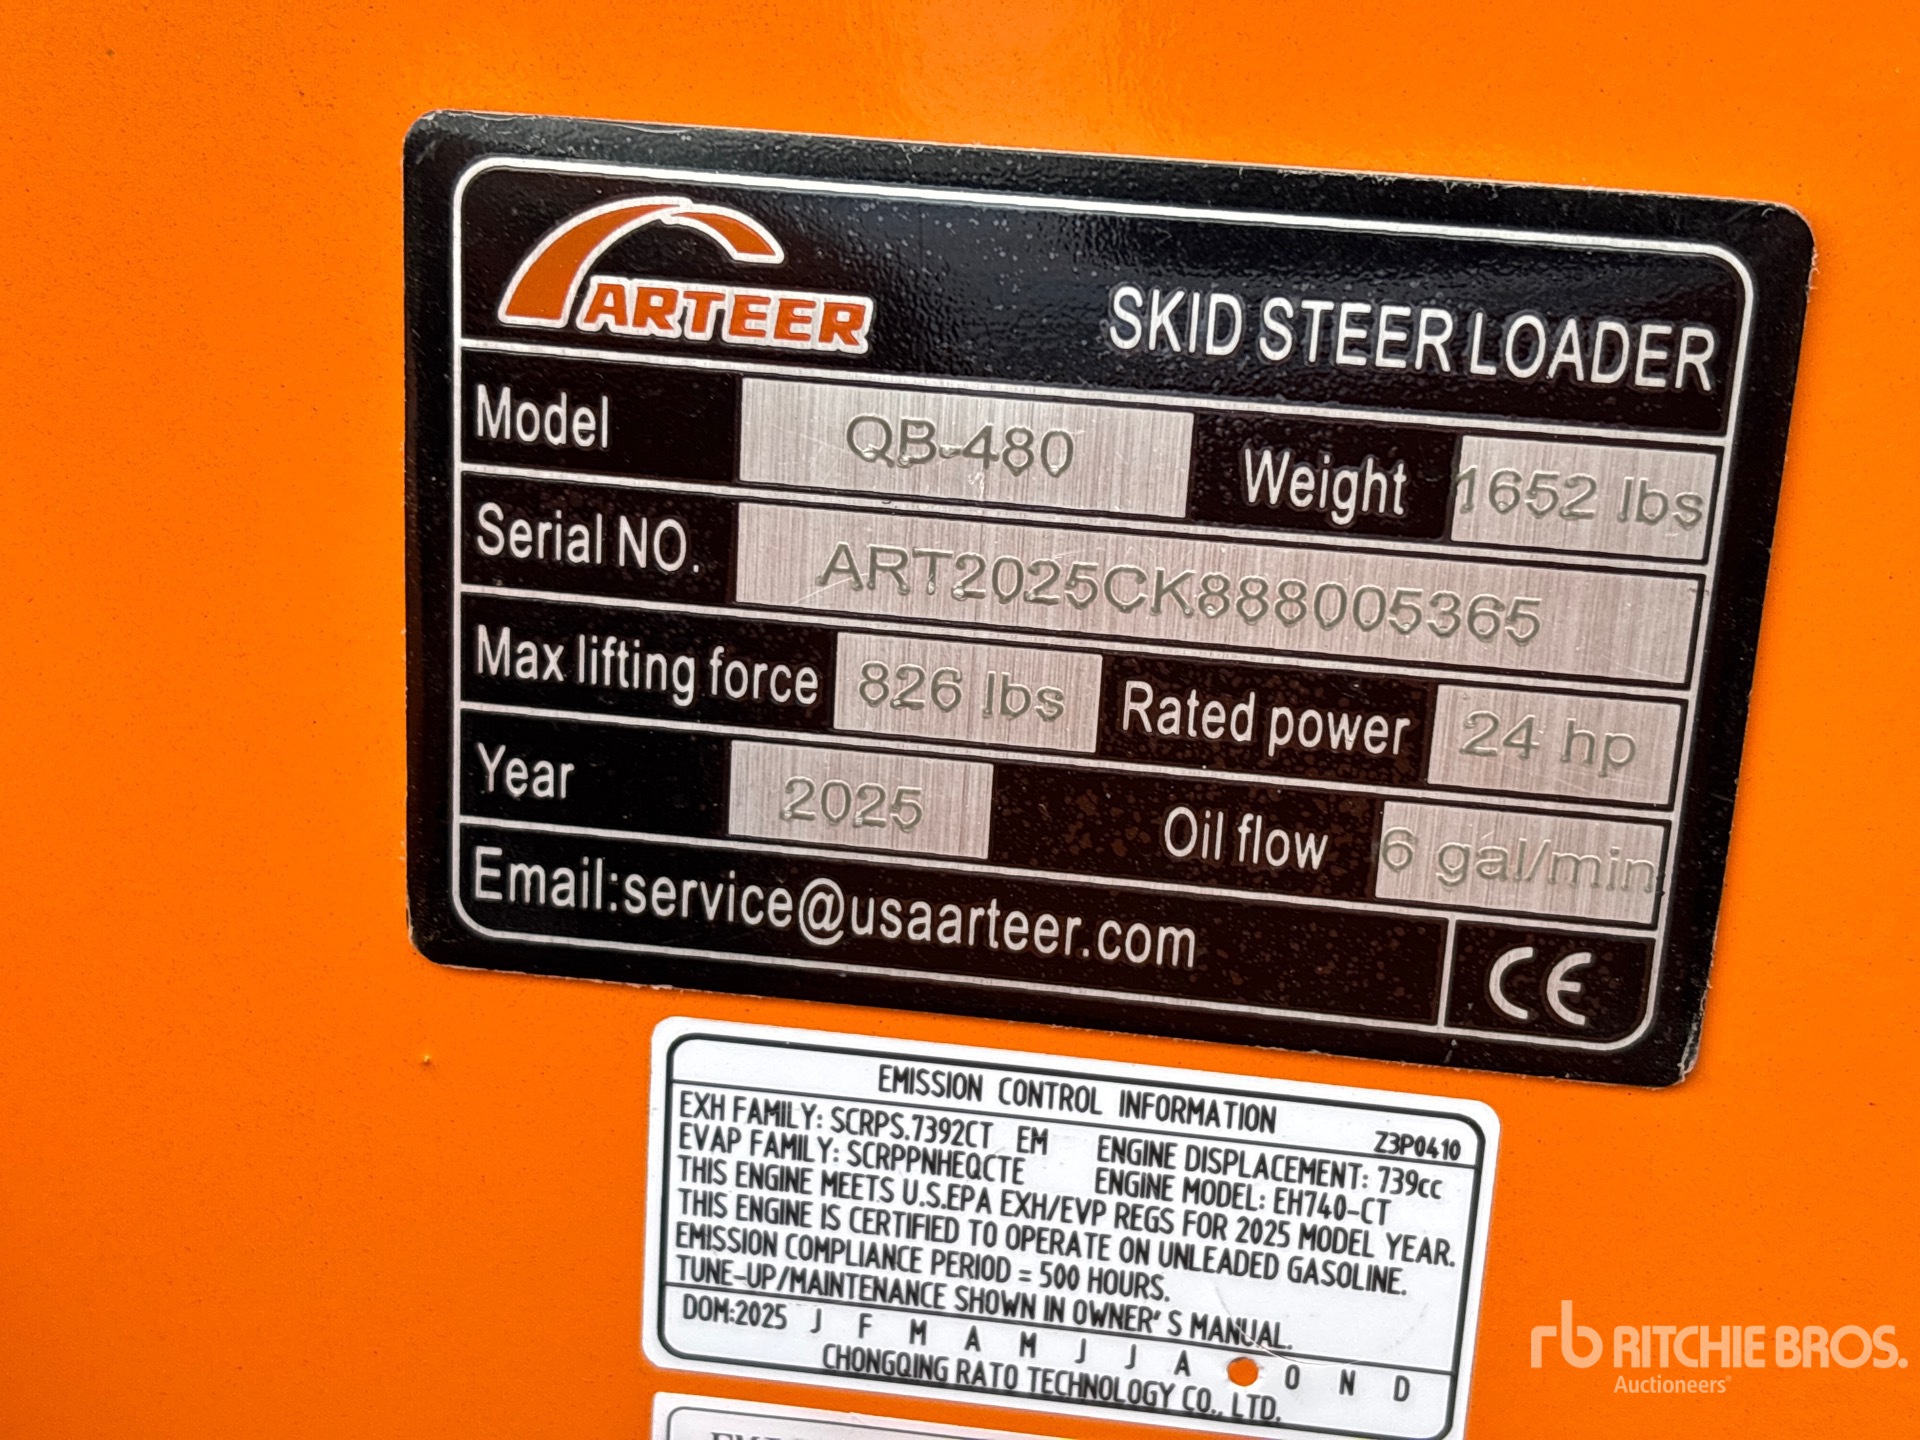 ARTEER
SKID STEER LOADER
Model QB-480 Weight 1652 lbs
Serial NO. ART2025CK888005365
Max lifting force 826 lbs Rated power 24 hp
Year 2025 Oil flow 6 gal/min
Email:service@usaarteer.com CE
EMISSION CONTROL INFORMATION
Z3P0410
EXH FAMILY: SCRPS.7392CT EM ENGINE DISPLACEMENT: 739cc
EVAP FAMILY: SCRPPNHEQCTE ENGINE MODEL: EH740-CT
THIS ENGINE MEETS U.S.EPA EXH/EVP REGS FOR 2025 MODEL YEAR.
THIS ENGINE IS CERTIFIED TO OPERATE ON UNLEADED GASOLINE.
EMISSION COMPLIANCE PERIOD = 500 HOURS.
TUNE-UP/MAINTENANCE SHOWN IN OWNER'S MANUAL.
DOM:2025 J F M A M J J A O N D
CHONGQING RATO TECHNOLOGY CO., LTD.
rb RITCHIE BROS.
Auctioneers